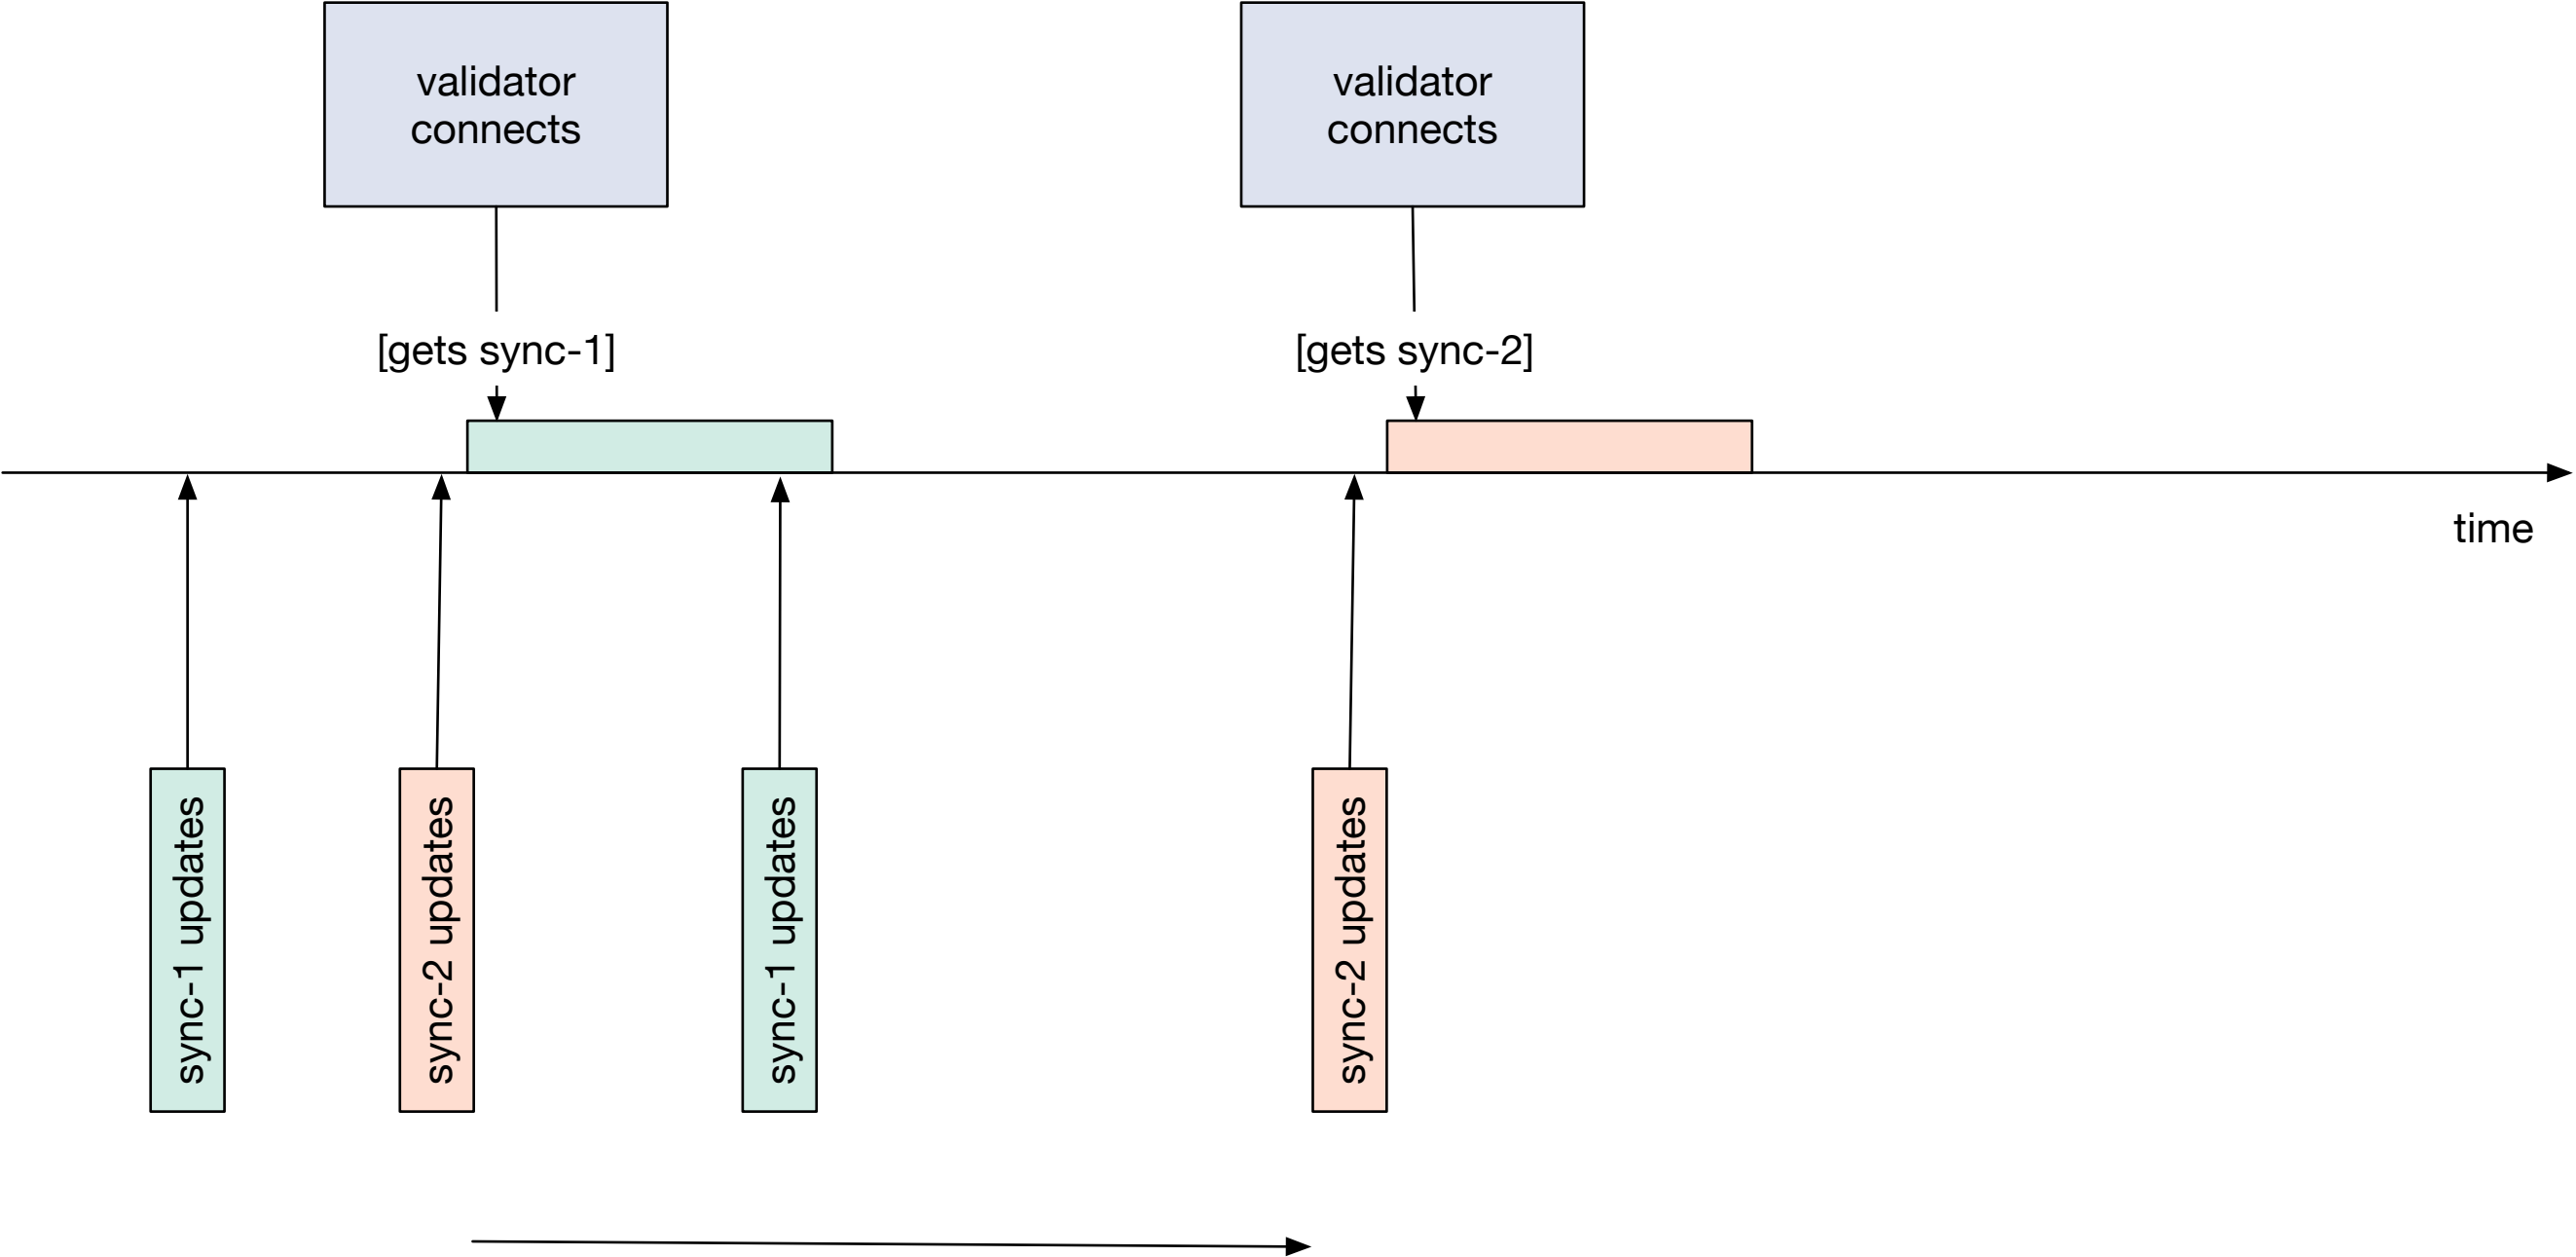 validator
connects
validator
connects
[gets sync-1]
[gets sync-2]
time
sync-1 updates
sync-2 updates
sync-1 updates
sync-2 updates